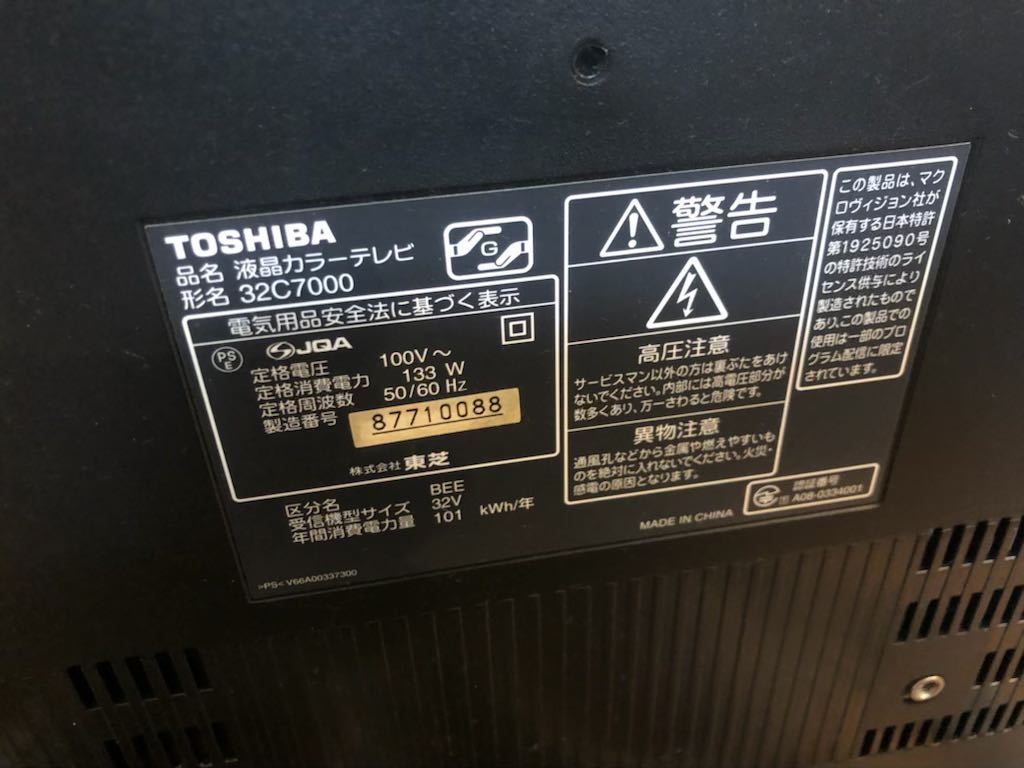 TOSHIBA
品名 液晶カラーテレビ
形名 32C7000
G
電気用品安全法に基づく表示
PS
E
JQA
定格電圧 100V～
定格消費電力 133 W
定格周波数 50/60 Hz
製造番号 87710088
株式会社 東芝
区分名 BEE
受信機型サイズ 32V
年間消費電力量 101 kWh/年
>PS< V66A00337300
警告
高圧注意
サービスマン以外の方は裏ぶたをあけ
ないでください。内部には高電圧部分が
数多くあり、万一さわると危険です。
異物注意
通風孔などから金属や燃えやすいも
のを絶対に入れないでください。火災・
感電の原因となります。
この製品は、マク
ロヴィジョン社が
保有する日本特許
第1925090号
の特許技術のライ
センス供与により
製造されたもので
あり、この製品での
使用は一部のプロ
グラム配信に限定
されています。
認証番号
A08-0334001
MADE IN CHINA